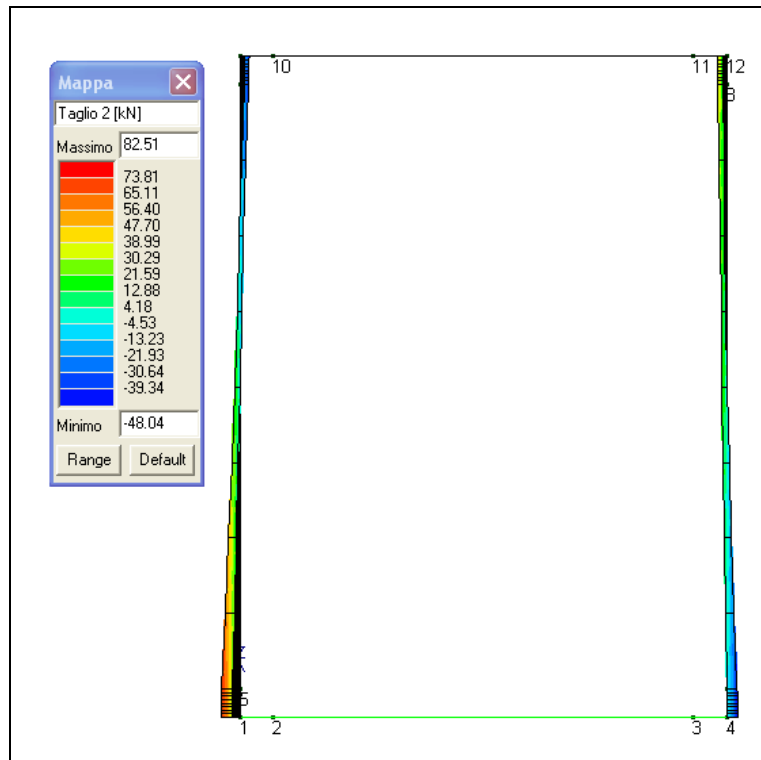 Mappa
Taglio 2 [kN]
Massimo 82.51
73.81
65.11
56.40
47.70
38.99
30.29
21.59
12.88
4.18
-4.53
-13.23
-21.93
-30.64
-39.34
Minimo -48.04
Range Default
10 11 12
8
1 2 3 4